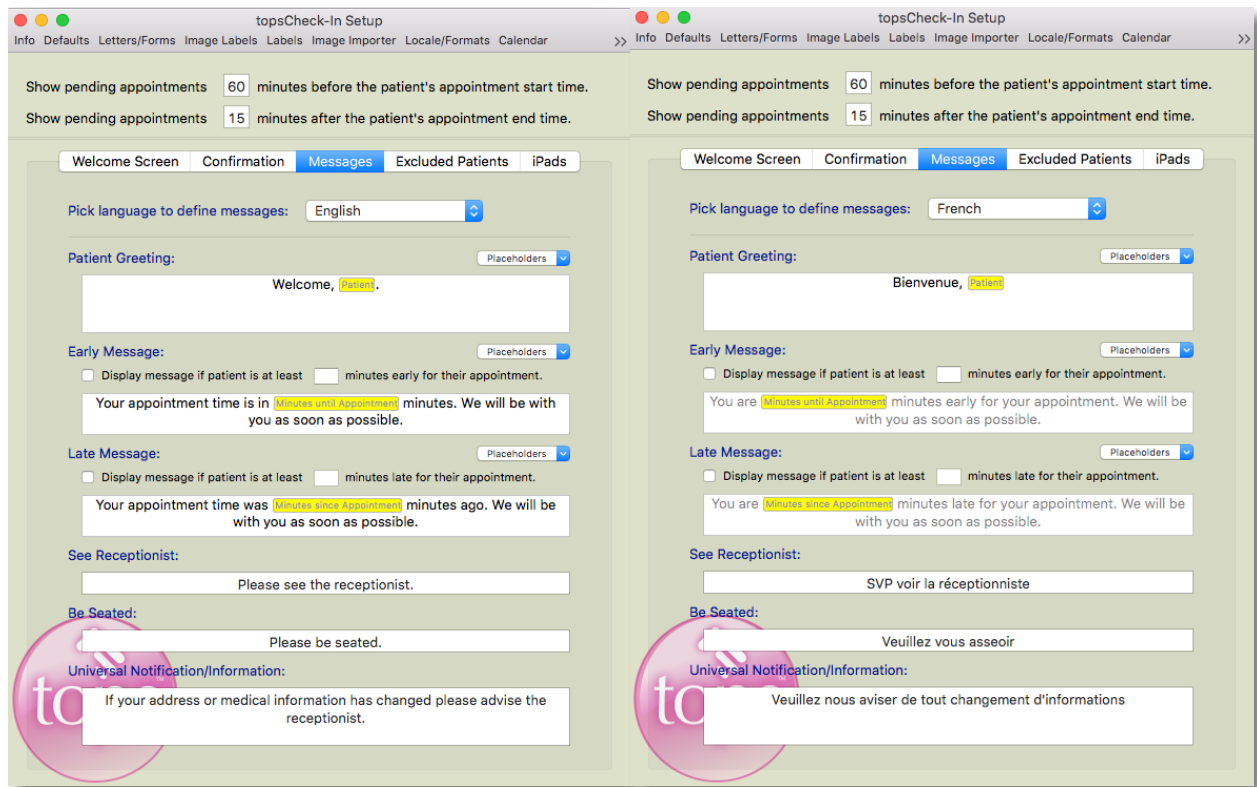 topsCheck-In Setup
Info Defaults Letters/Forms Image Labels Labels Image Importer Locale/Formats Calendar >>
Show pending appointments 60 minutes before the patient's appointment start time.
Show pending appointments 15 minutes after the patient's appointment end time.
Welcome Screen Confirmation Messages Excluded Patients iPads
Pick language to define messages: English
Patient Greeting: Placeholders
Welcome, Patient.
Early Message: Placeholders
Display message if patient is at least minutes early for their appointment.
Your appointment time is in Minutes until Appointment minutes. We will be with
you as soon as possible.
Late Message: Placeholders
Display message if patient is at least minutes late for their appointment.
Your appointment time was Minutes since Appointment minutes ago. We will be
with you as soon as possible.
See Receptionist:
Please see the receptionist.
Be Seated:
Please be seated.
Universal Notification/Information:
If your address or medical information has changed please advise the
receptionist.
topsCheck-In Setup
Info Defaults Letters/Forms Image Labels Labels Image Importer Locale/Formats Calendar >>
Show pending appointments 60 minutes before the patient's appointment start time.
Show pending appointments 15 minutes after the patient's appointment end time.
Welcome Screen Confirmation Messages Excluded Patients iPads
Pick language to define messages: French
Patient Greeting: Placeholders
Bienvenue, Patient
Early Message: Placeholders
Display message if patient is at least minutes early for their appointment.
You are Minutes until Appointment minutes early for your appointment. We will be
with you as soon as possible.
Late Message: Placeholders
Display message if patient is at least minutes late for their appointment.
You are Minutes since Appointment minutes late for your appointment. We will be
with you as soon as possible.
See Receptionist:
SVP voir la réceptionniste
Be Seated:
Veuillez vous asseoir
Universal Notification/Information:
Veuillez nous aviser de tout changement d'informations